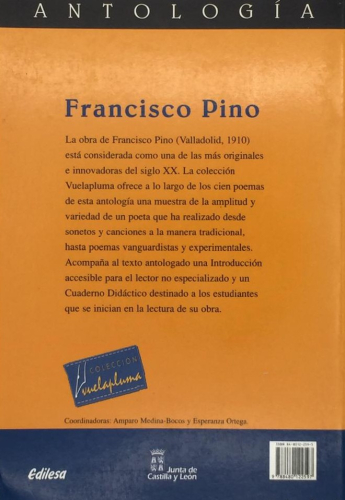 ANTOLOGÍA
Francisco Pino
La obra de Francisco Pino (Valladolid, 1910)
está considerada como una de las más originales
e innovadoras del siglo XX. La colección
Vuelapluma ofrece a lo largo de los cien poemas
de esta antología una muestra de la amplitud y
variedad de un poeta que ha realizado desde
sonetos y canciones a la manera tradicional,
hasta poemas vanguardistas y experimentales.
Acompaña al texto antologado una Introducción
accesible para el lector no especializado y un
Cuaderno Didáctico destinado a los estudiantes
que se inician en la lectura de su obra.
COLECCIÓN
Vuelapluma
Coordinadoras: Amparo Medina-Bocos y Esperanza Ortega.
Edilesa
Junta de
Castilla y León